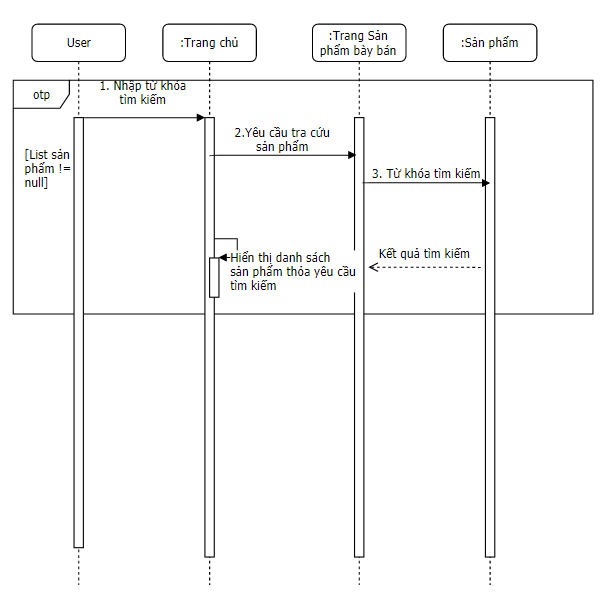 User
:Trang chủ
:Trang Sản
phẩm bày bán
:Sản phẩm
otp
1. Nhập từ khóa
tìm kiếm
2.Yêu cầu tra cứu
sản phẩm
[List sản
phẩm !=
null]
3. Từ khóa tìm kiếm
Kết quả tìm kiếm
Hiển thị danh sách
sản phẩm thỏa yêu cầu
tìm kiếm